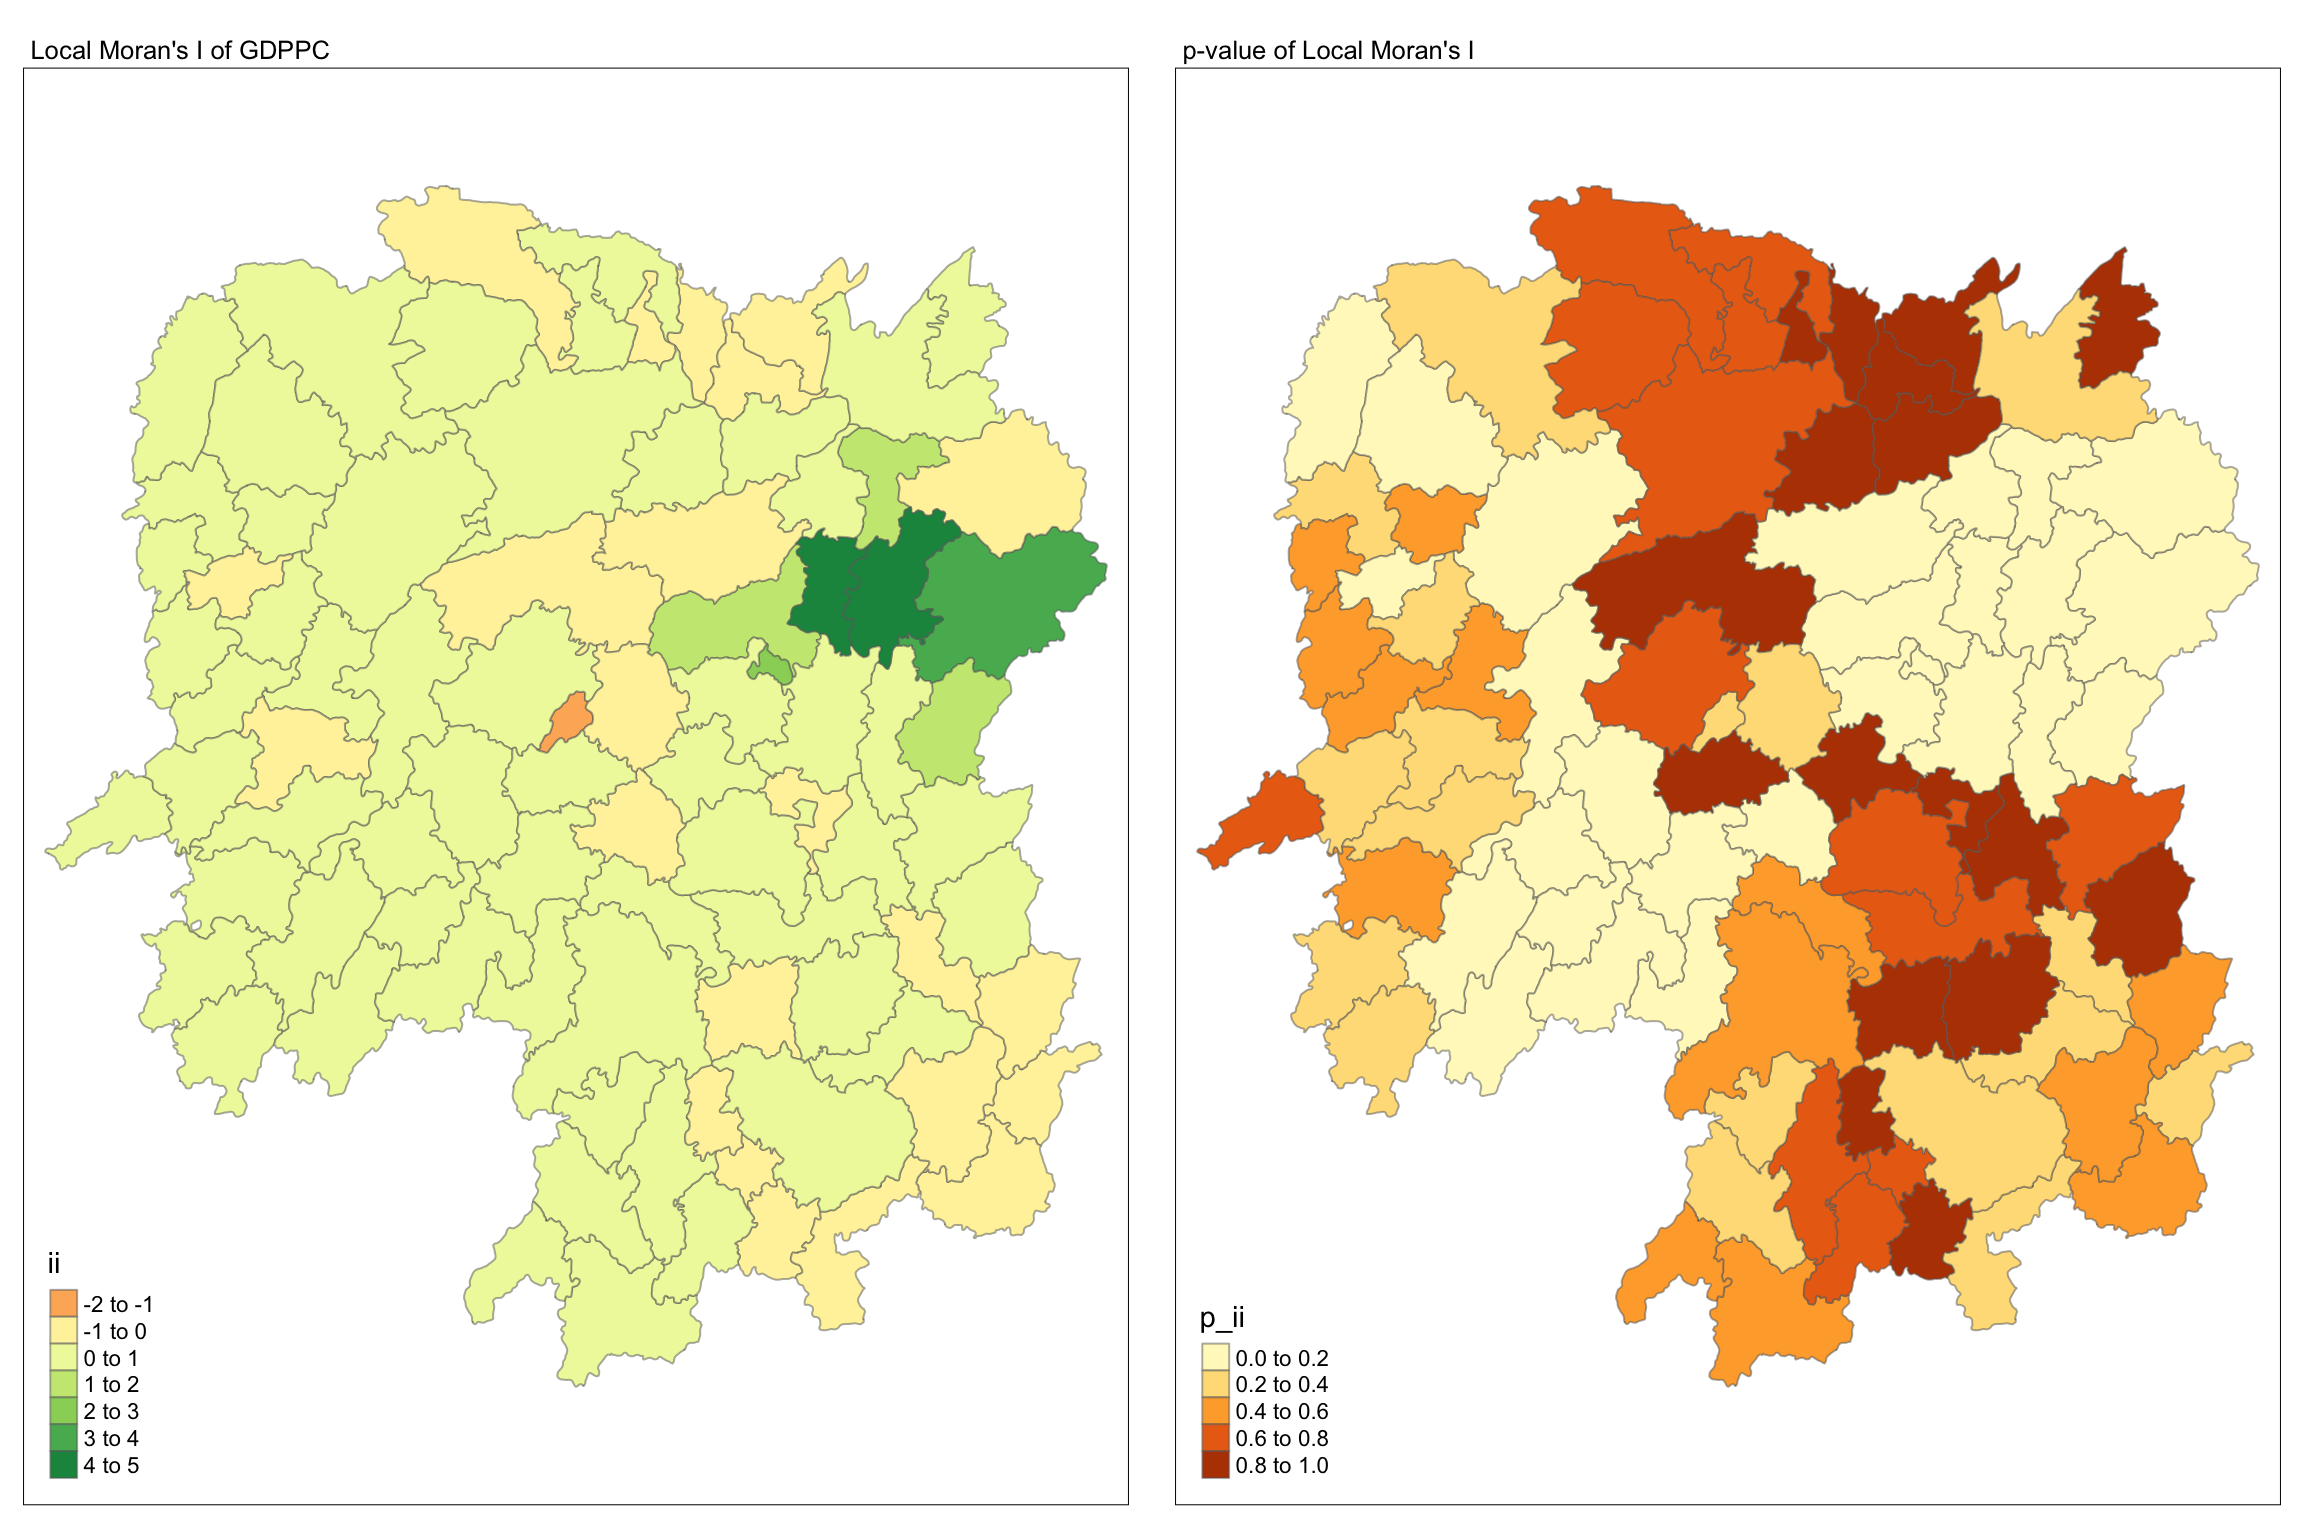 Local Moran's I of GDPPC
ii
-2 to -1
-1 to 0
0 to 1
1 to 2
2 to 3
3 to 4
4 to 5
p-value of Local Moran's I
p_ii
0.0 to 0.2
0.2 to 0.4
0.4 to 0.6
0.6 to 0.8
0.8 to 1.0